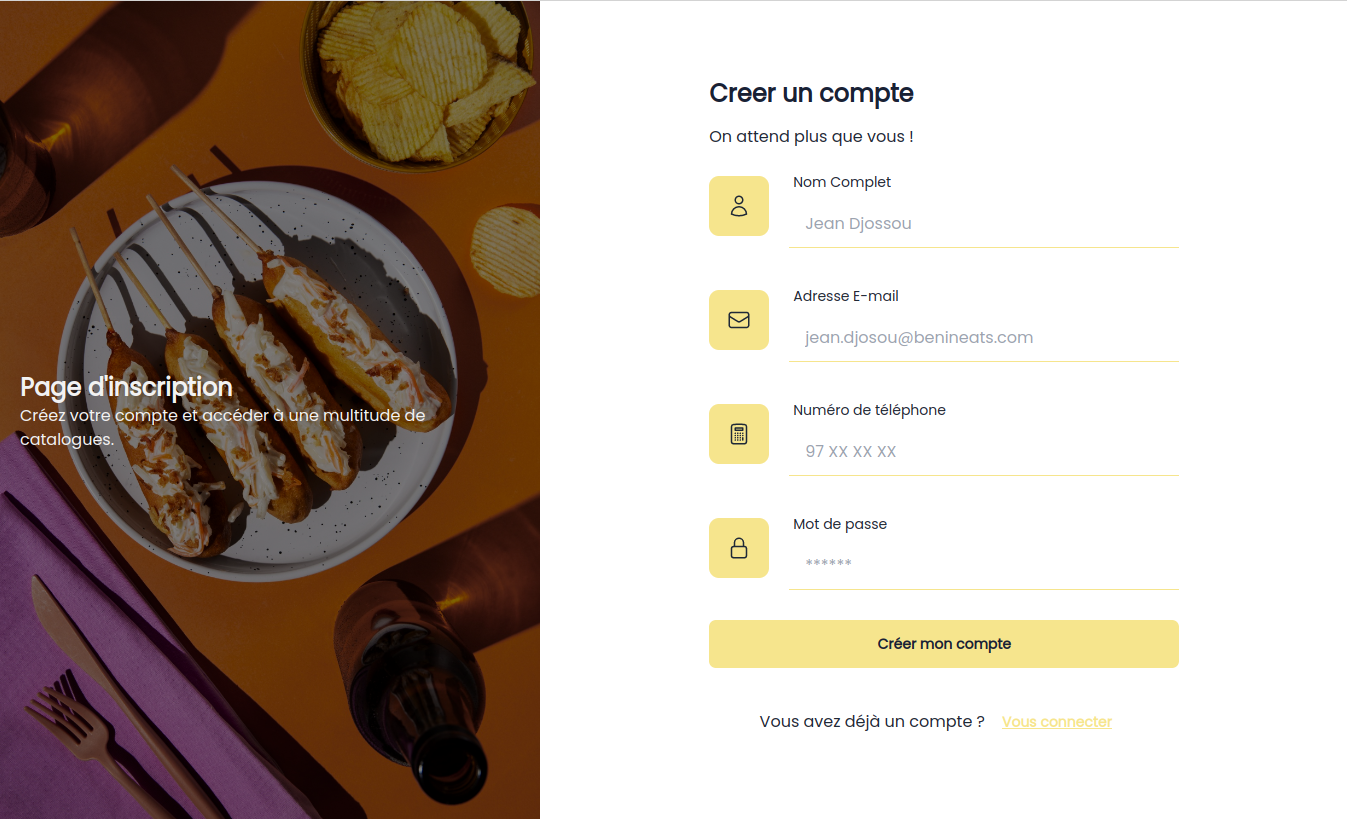 Page d'inscription
Créez votre compte et accéder à une multitude de
catalogues.
Creer un compte
On attend plus que vous !
Nom Complet
Jean Djossou
Adresse E-mail
jean.djosou@benineats.com
Numéro de téléphone
97 XX XX XX
Mot de passe
******
Créer mon compte
Vous avez déjà un compte ? Vous connecter